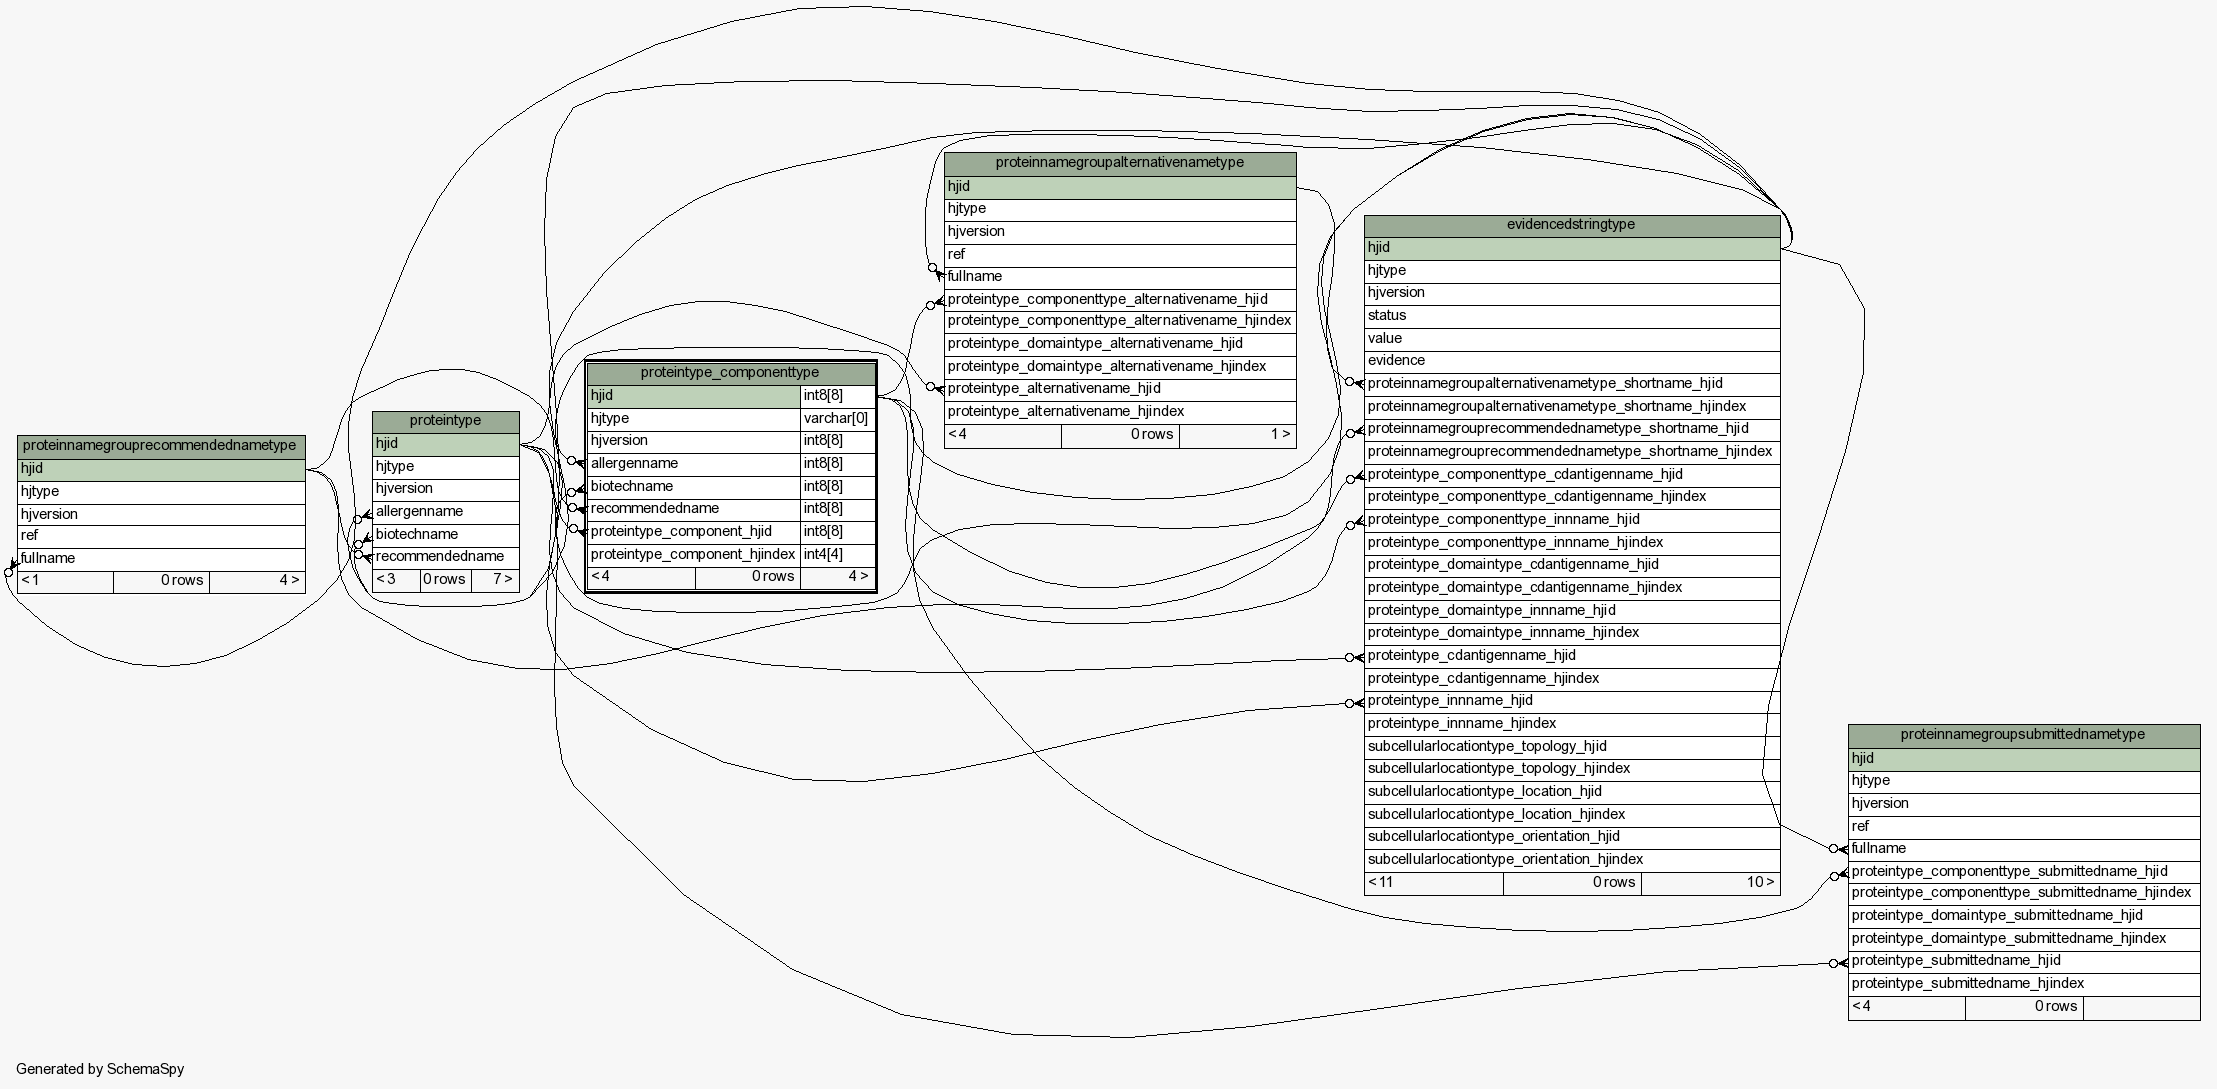 proteinnamegrouprecommendednametype
hjid
hjtype
hjversion
ref
fullname
< 1 0 rows 4 >
proteintype
hjid
hjtype
hjversion
allergenname
biotechname
recommendedname
< 3 0 rows 7 >
proteintype_componenttype
hjid int8[8]
hjtype varchar[0]
hjversion int8[8]
allergenname int8[8]
biotechname int8[8]
recommendedname int8[8]
proteintype_component_hjid int8[8]
proteintype_component_hjindex int4[4]
< 4 0 rows 4 >
proteinnamegroupalternativenametype
hjid
hjtype
hjversion
ref
fullname
proteintype_componenttype_alternativename_hjid
proteintype_componenttype_alternativename_hjindex
proteintype_domaintype_alternativename_hjid
proteintype_domaintype_alternativename_hjindex
proteintype_alternativename_hjid
proteintype_alternativename_hjindex
< 4 0 rows 1 >
evidencedstringtype
hjid
hjtype
hjversion
status
value
evidence
proteinnamegroupalternativenametype_shortname_hjid
proteinnamegroupalternativenametype_shortname_hjindex
proteinnamegrouprecommendednametype_shortname_hjid
proteinnamegrouprecommendednametype_shortname_hjindex
proteintype_componenttype_cdantigenname_hjid
proteintype_componenttype_cdantigenname_hjindex
proteintype_componenttype_innname_hjid
proteintype_componenttype_innname_hjindex
proteintype_domaintype_cdantigenname_hjid
proteintype_domaintype_cdantigenname_hjindex
proteintype_domaintype_innname_hjid
proteintype_domaintype_innname_hjindex
proteintype_cdantigenname_hjid
proteintype_cdantigenname_hjindex
proteintype_innname_hjid
proteintype_innname_hjindex
subcellularlocationtype_topology_hjid
subcellularlocationtype_topology_hjindex
subcellularlocationtype_location_hjid
subcellularlocationtype_location_hjindex
subcellularlocationtype_orientation_hjid
subcellularlocationtype_orientation_hjindex
< 11 0 rows 10 >
proteinnamegroupsubmittednametype
hjid
hjtype
hjversion
ref
fullname
proteintype_componenttype_submittedname_hjid
proteintype_componenttype_submittedname_hjindex
proteintype_domaintype_submittedname_hjid
proteintype_domaintype_submittedname_hjindex
proteintype_submittedname_hjid
proteintype_submittedname_hjindex
< 4 0 rows
Generated by SchemaSpy